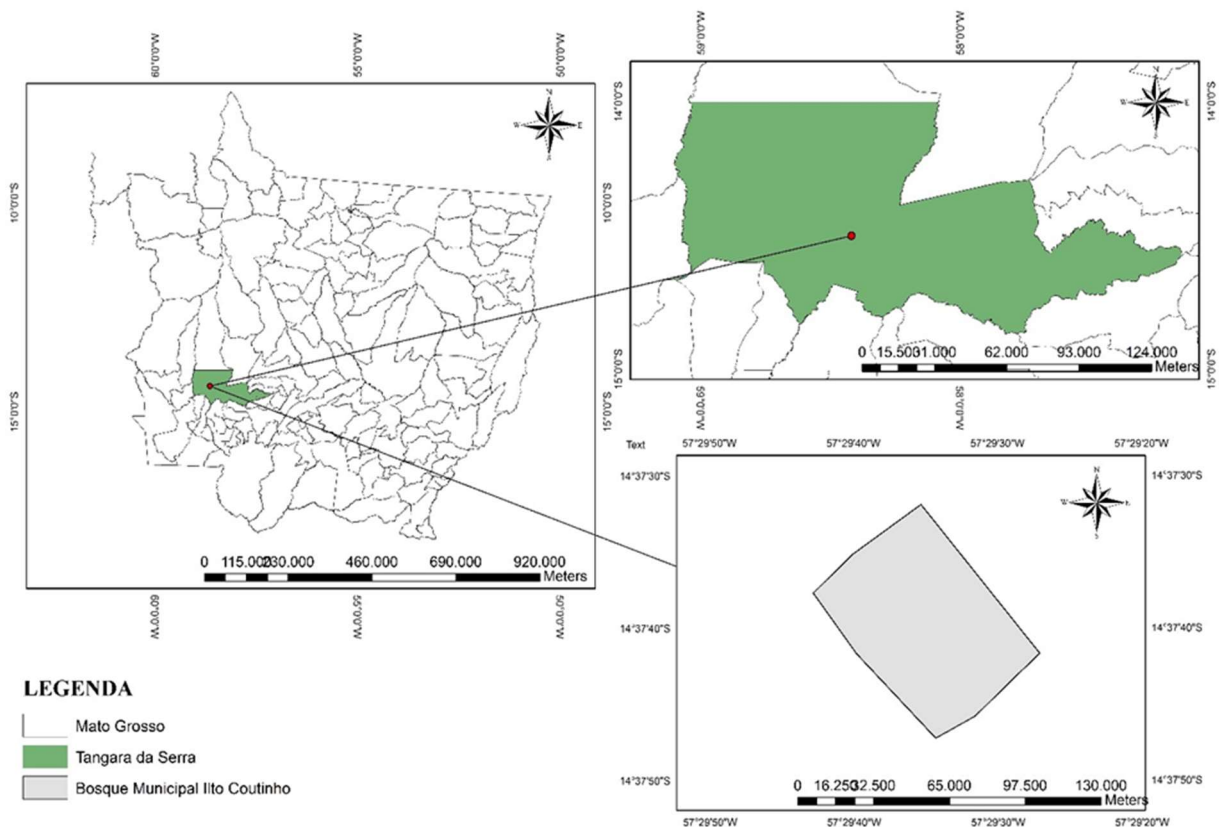 60°0'0"W 55°0'0"W 50°0'0"W
10°0'0"S 10°0'0"S
15°0'0"S 15°0'0"S
N
W E
S
0 115.000 230.000 460.000 690.000 920.000
Meters
60°0'0"W 55°0'0"W 50°0'0"W
59°0'0"W 58°0'0"W
14°0'0"S 14°0'0"S
N
W E
S
0 15.500 31.000 62.000 93.000 124.000
Meters
15°0'0"S 15°0'0"S
59°0'0"W 58°0'0"W
Text
57°29'50"W 57°29'40"W 57°29'30"W 57°29'20"W
14°37'30"S 14°37'30"S
N
W E
S
14°37'40"S 14°37'40"S
14°37'50"S 14°37'50"S
0 16.250 32.500 65.000 97.500 130.000
Meters
57°29'50"W 57°29'40"W 57°29'30"W 57°29'20"W
LEGENDA
Mato Grosso
Tangara da Serra
Bosque Municipal Ilto Coutinho